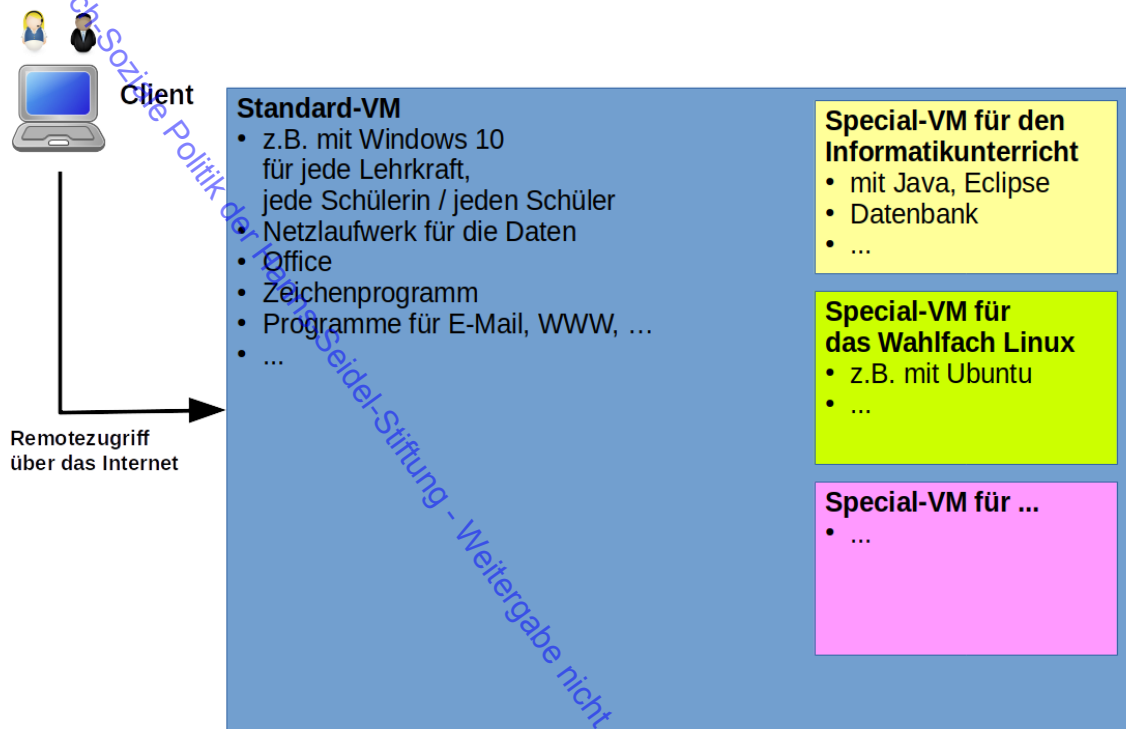 Client
Standard-VM
• z.B. mit Windows 10
für jede Lehrkraft,
jede Schülerin / jeden Schüler
• Netzlaufwerk für die Daten
• Office
• Zeichenprogramm
• Programme für E-Mail, WWW, …
• ...
Special-VM für den
Informatikunterricht
• mit Java, Eclipse
• Datenbank
• ...
Special-VM für
das Wahlfach Linux
• z.B. mit Ubuntu
• ...
Special-VM für ...
• ...
Remotezugriff
über das Internet
ch-Soziale Politik der Hanns-Seidel-Stiftung - Weitergabe nicht